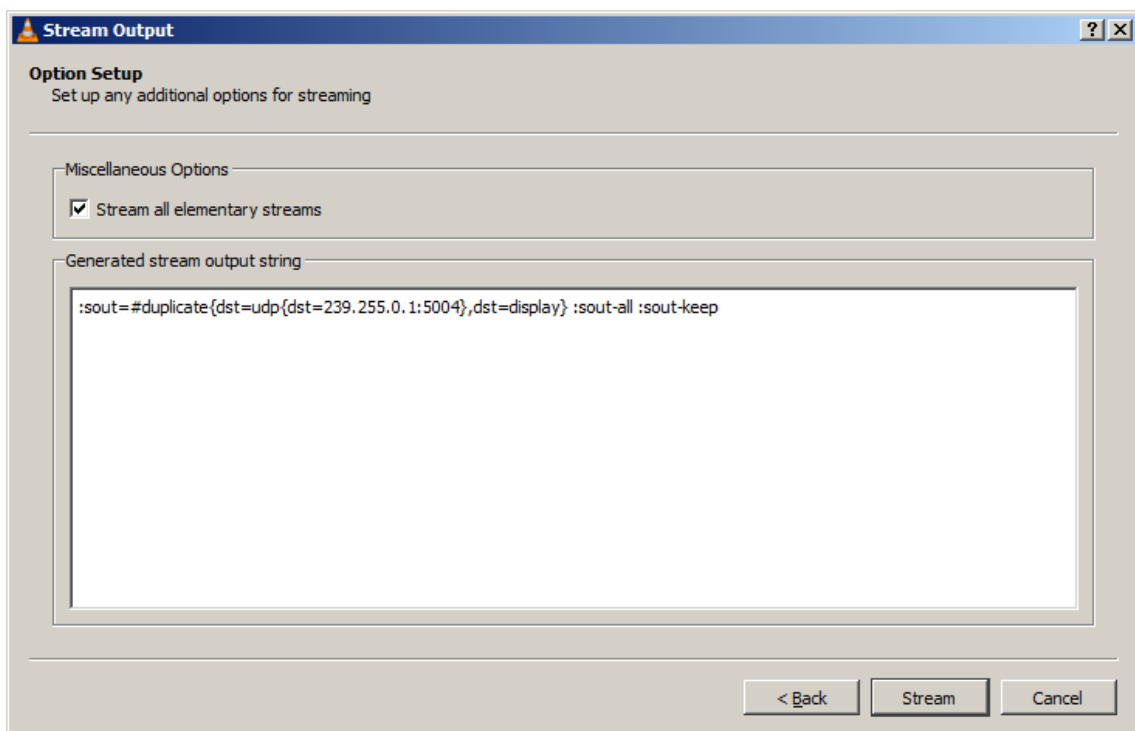 Stream Output
Option Setup
Set up any additional options for streaming
Miscellaneous Options
Stream all elementary streams
Generated stream output string
:sout=#duplicate{dst=udp{dst=239.255.0.1:5004},dst=display} :sout-all :sout-keep
< Back Stream Cancel